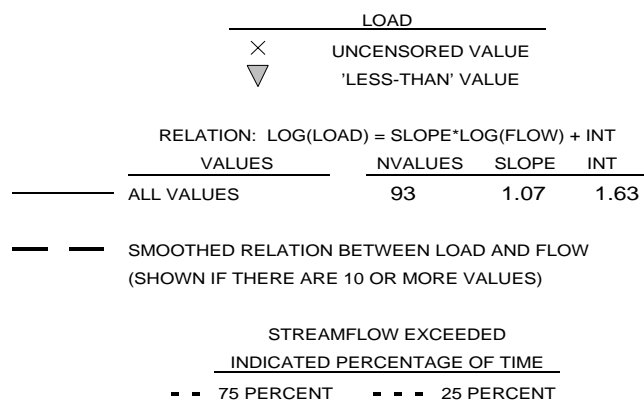 LOAD
UNCENSORED VALUE
'LESS-THAN' VALUE
RELATION: LOG(LOAD) = SLOPE*LOG(FLOW) + INT
VALUES NVALUES SLOPE INT
ALL VALUES 93 1.07 1.63
SMOOTHED RELATION BETWEEN LOAD AND FLOW
(SHOWN IF THERE ARE 10 OR MORE VALUES)
STREAMFLOW EXCEEDED
INDICATED PERCENTAGE OF TIME
75 PERCENT 25 PERCENT